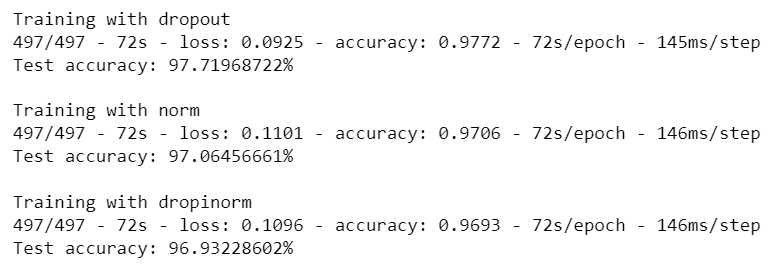 Training with dropout
497/497 - 72s - loss: 0.0925 - accuracy: 0.9772 - 72s/epoch - 145ms/step
Test accuracy: 97.71968722%
Training with norm
497/497 - 72s - loss: 0.1101 - accuracy: 0.9706 - 72s/epoch - 146ms/step
Test accuracy: 97.06456661%
Training with dropinorm
497/497 - 72s - loss: 0.1096 - accuracy: 0.9693 - 72s/epoch - 146ms/step
Test accuracy: 96.93228602%